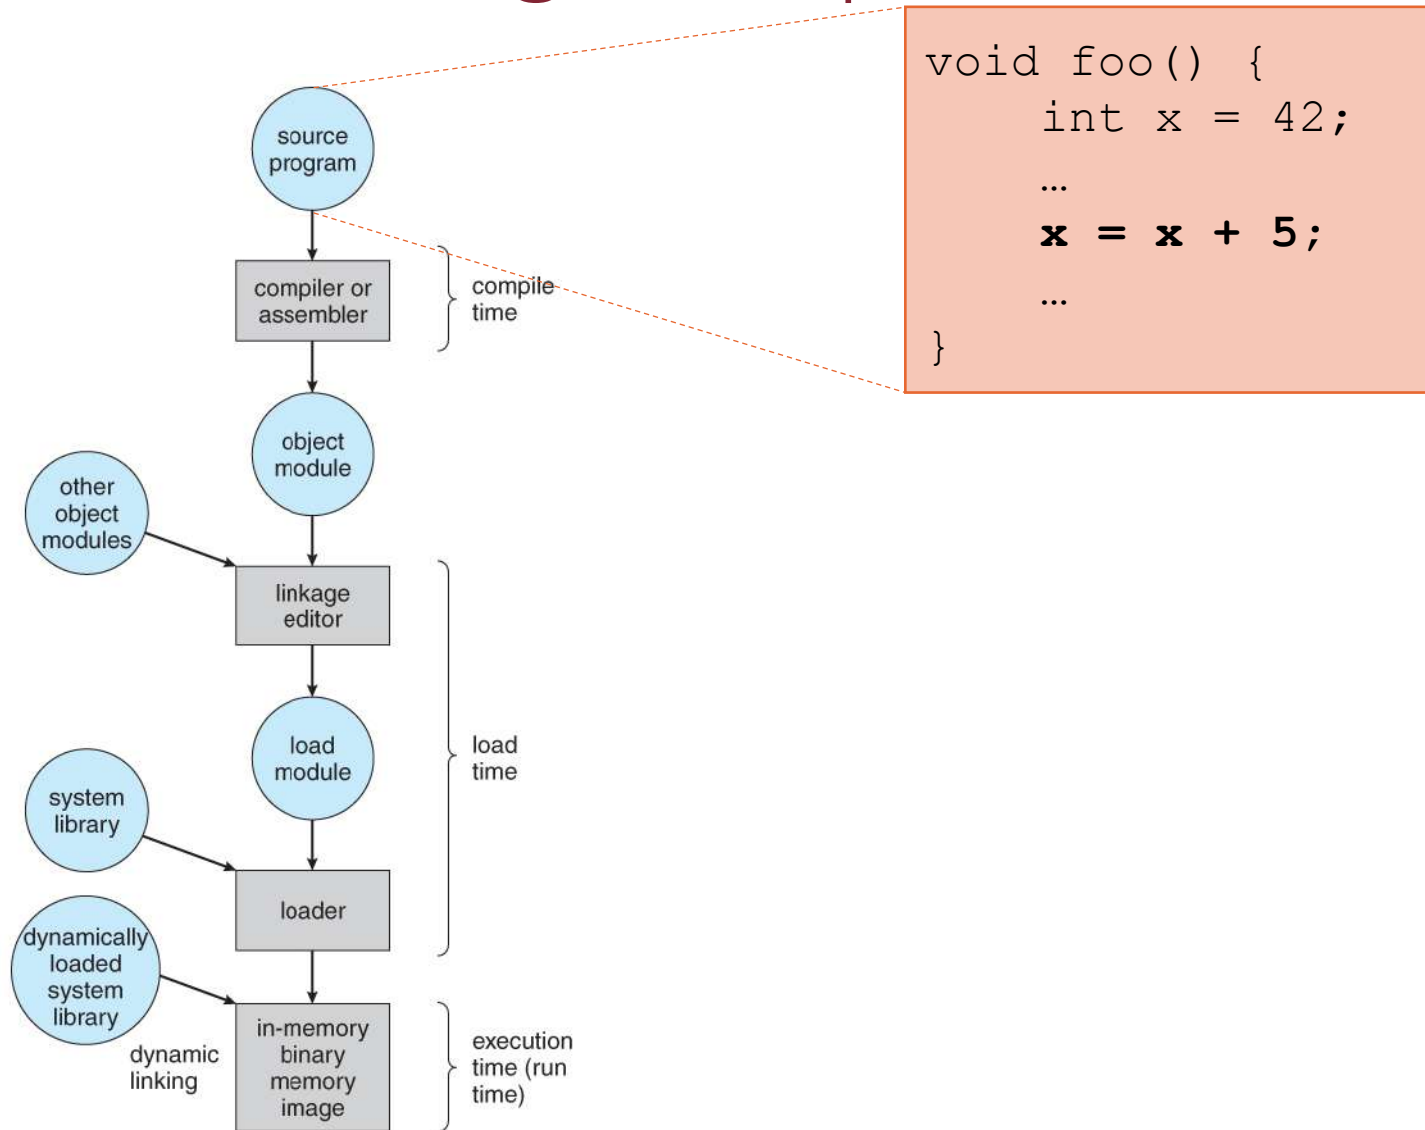 void foo() {
int x = 42;
…
x = x + 5;
…
}
source
program
compiler or
assembler
compile
time
object
module
other
object
modules
linkage
editor
load
module
load
time
system
library
loader
dynamically
loaded
system
library
dynamic
linking
in-memory
binary
memory
image
execution
time (run
time)